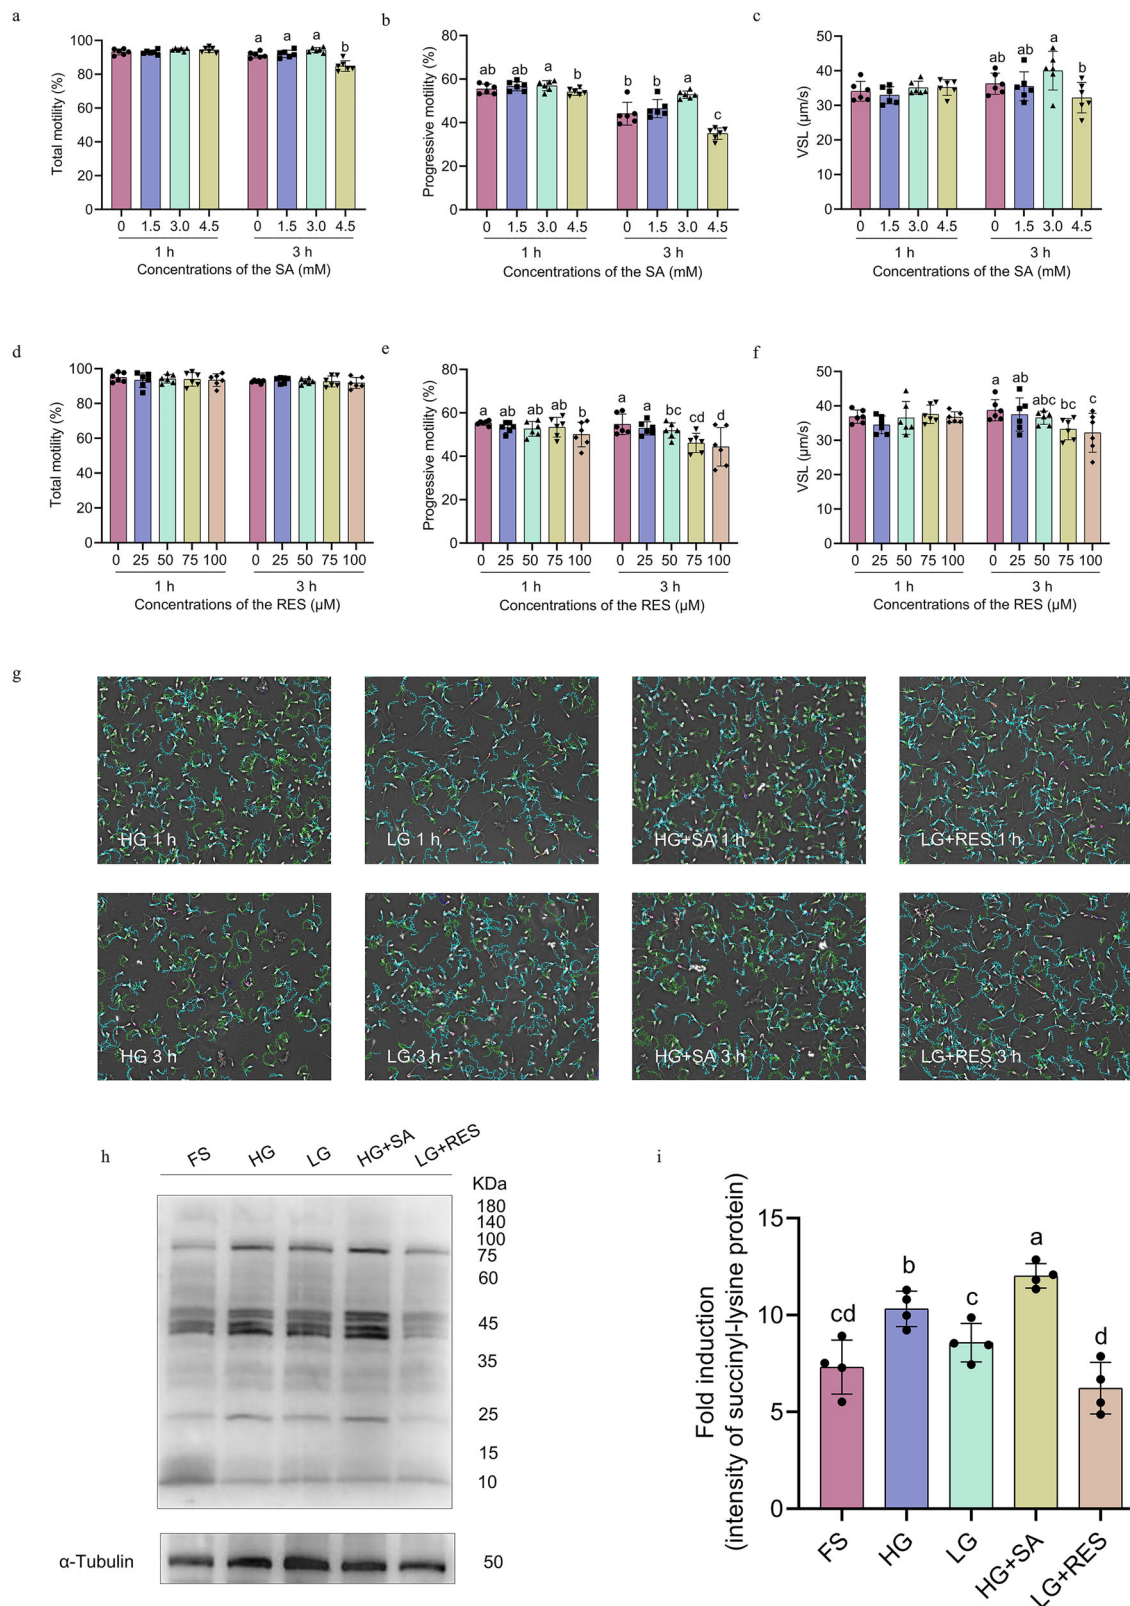 a
b
c
Total motility (%)
100
80
60
40
20
0
a a a b
0 1.5 3.0 4.5 0 1.5 3.0 4.5
1 h 3 h
Concentrations of the SA (mM)
Progressive motility (%)
80
60
40
20
0
ab ab a b b b a c
0 1.5 3.0 4.5 0 1.5 3.0 4.5
1 h 3 h
Concentrations of the SA (mM)
VSL (µm/s)
50
40
30
20
10
0
ab ab a b
0 1.5 3.0 4.5 0 1.5 3.0 4.5
1 h 3 h
Concentrations of the SA (mM)
d
e
f
Total motility (%)
100
80
60
40
20
0
0 25 50 75 100 0 25 50 75 100
1 h 3 h
Concentrations of the RES (µM)
Progressive motility (%)
80
60
40
20
0
a ab ab a b a a bc cd d
0 25 50 75 100 0 25 50 75 100
1 h 3 h
Concentrations of the RES (µM)
VSL (µm/s)
50
40
30
20
10
0
a ab abc bc c
0 25 50 75 100 0 25 50 75 100
1 h 3 h
Concentrations of the RES (µM)
g
HG 1 h
LG 1 h
HG+SA 1 h
LG+RES 1 h
HG 3 h
LG 3 h
HG+SA 3 h
LG+RES 3 h
h
FS HG LG HG+SA LG+RES
KDa
180
140
100
75
60
45
35
25
15
10
α-Tubulin 50
i
Fold induction
(intensity of succinyl-lysine protein)
15
10
5
0
cd b c a d
FS HG LG HG+SA LG+RES